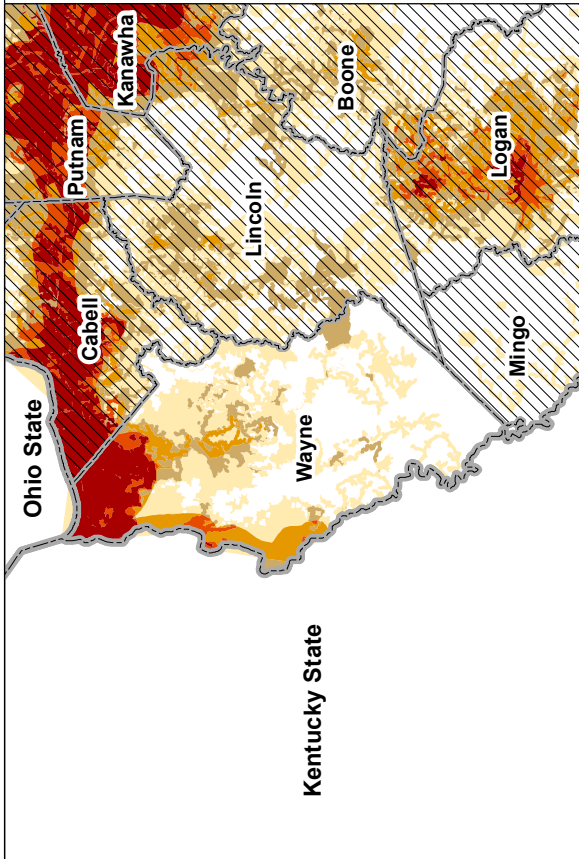 Ohio State
Kentucky State
Cabell
Putnam
Kanawha
Wayne
Lincoln
Boone
Mingo
Logan